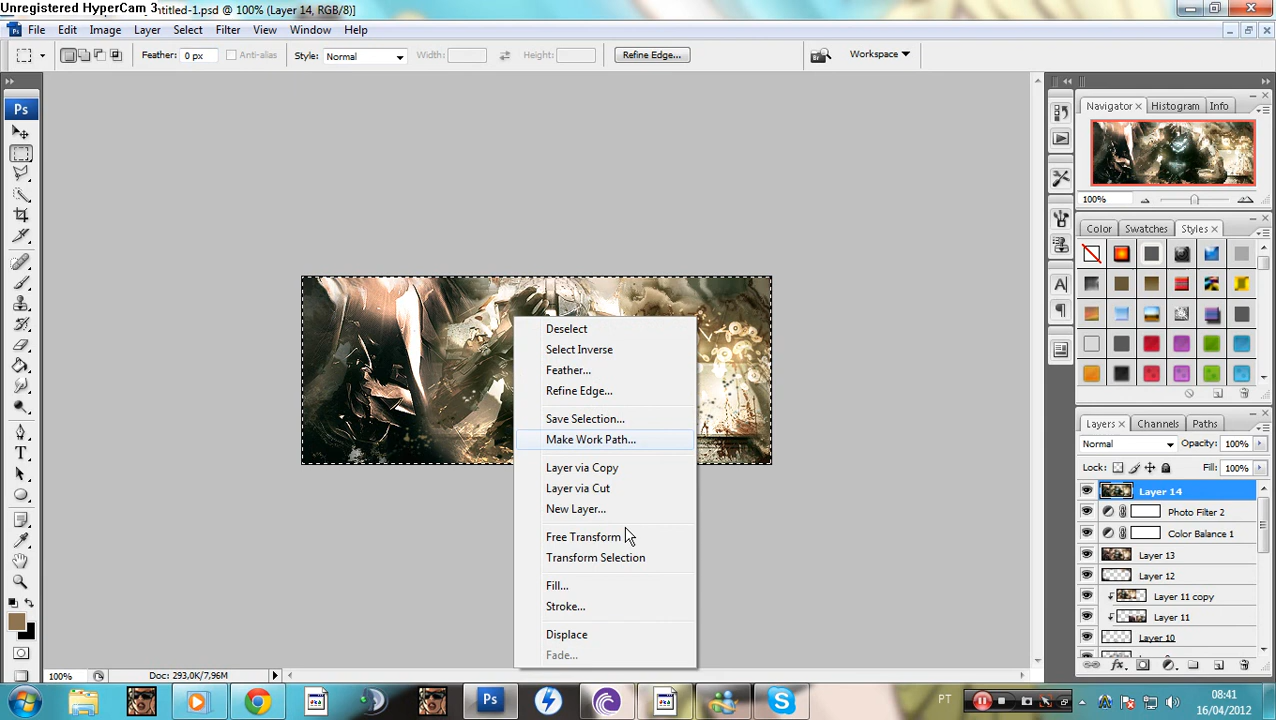 Unregistered HyperCam 3
ntitled-1.psd @ 100% (Layer 14, RGB/8)]
File Edit Image Layer Select Filter View Window Help
Feather: 0 px Anti-alias Style: Normal Width: Height: Refine Edge... Br Workspace
Ps
Navigator × Histogram Info
100%
Color Swatches Styles ×
Deselect
Select Inverse
Feather...
Refine Edge...
Save Selection...
Make Work Path...
Layer via Copy
Layer via Cut
New Layer...
Free Transform
Transform Selection
Fill...
Stroke...
Displace
Fade...
Layers × Channels Paths
Normal Opacity: 100%
Lock: Fill: 100%
Layer 14
Photo Filter 2
Color Balance 1
Layer 13
Layer 12
Layer 11 copy
Layer 11
Layer 10
100% Doc: 293,0K/7,96M
PT
08:41
16/04/2012